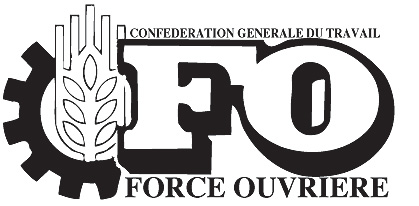 CONFEDERATION GENERALE DU TRAVAIL
FO
FORCE OUVRIERE